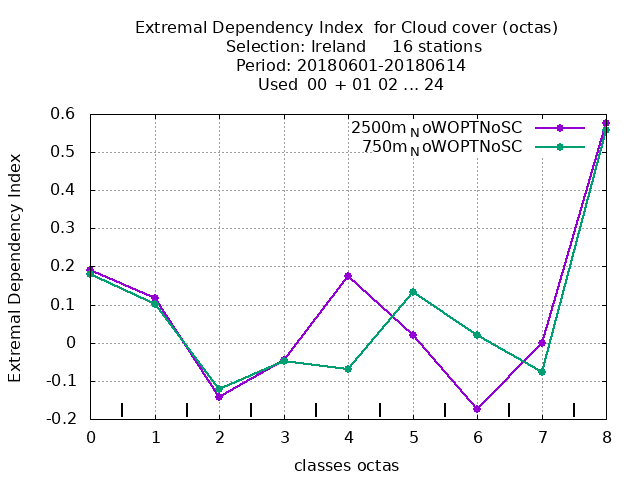 Extremal Dependency Index for Cloud cover (octas)
Selection: Ireland 16 stations
Period: 20180601-20180614
Used 00 + 01 02 ... 24
2500m NoWOPTNoSC
750m NoWOPTNoSC
Extremal Dependency Index
0.6
0.5
0.4
0.3
0.2
0.1
0
-0.1
-0.2
0 1 2 3 4 5 6 7 8
classes octas